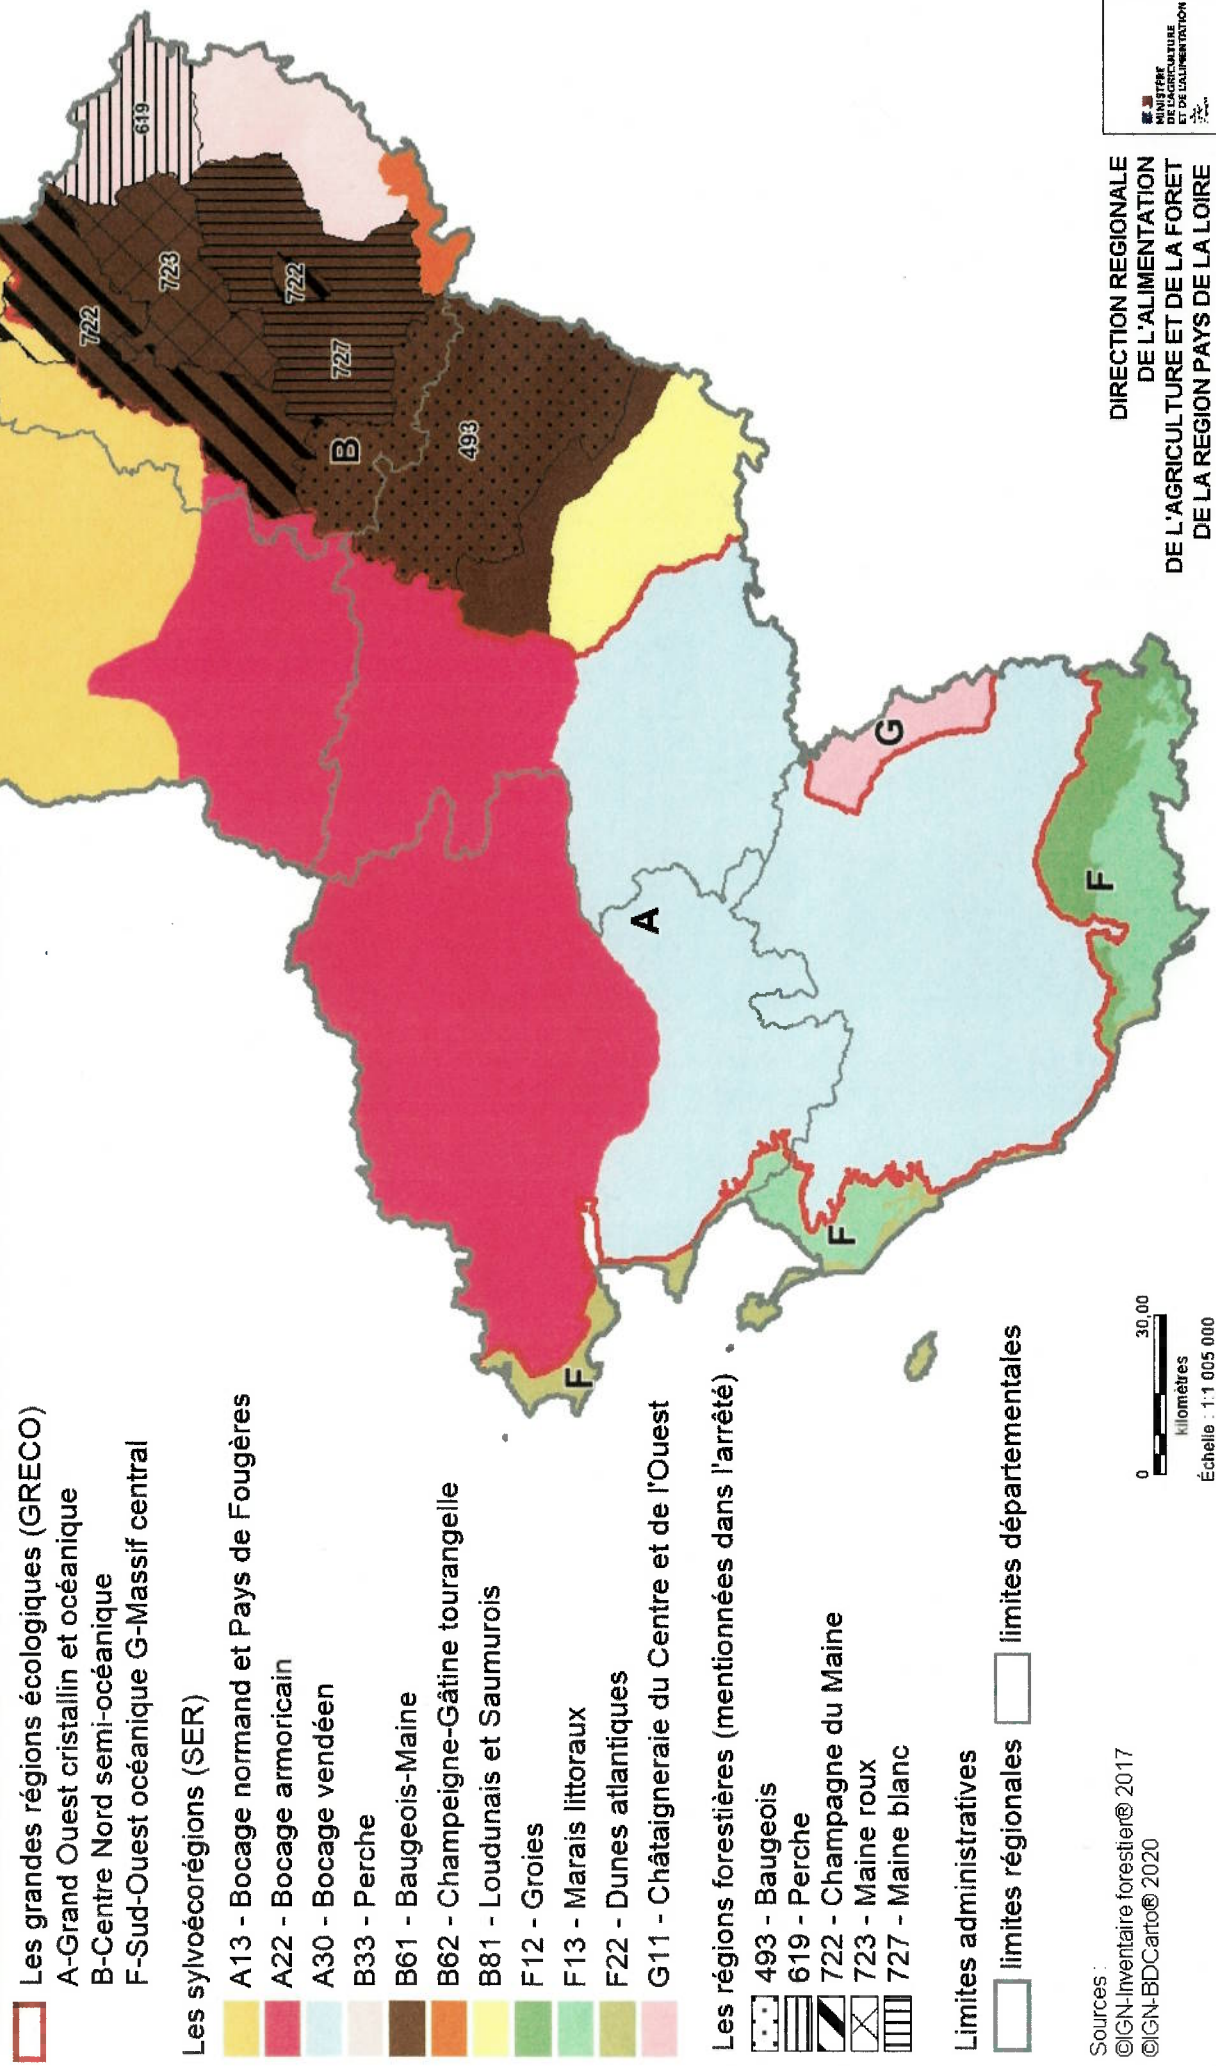 Les grandes régions écologiques (GRECO)
A-Grand Ouest cristallin et océanique
B-Centre Nord semi-océanique
F-Sud-Ouest océanique G-Massif central
Les sylvoécorégions (SER)
A13 - Bocage normand et Pays de Fougères
A22 - Bocage armoricain
A30 - Bocage vendéen
B33 - Perche
B61 - Baugeois-Maine
B62 - Champeigne-Gâtine tourangelle
B81 - Loudunais et Saumurois
F12 - Groies
F13 - Marais littoraux
F22 - Dunes atlantiques
G11 - Châtaigneraie du Centre et de l'Ouest
Les régions forestières (mentionnées dans l'arrêté)
493 - Baugeois
619 - Perche
722 - Champagne du Maine
723 - Maine roux
727 - Maine blanc
Limites administratives
limites régionales
limites départementales
Sources :
©IGN-Inventaire forestier® 2017
©IGN-BDCarto® 2020
0
30,00
kilomètres
Échelle : 1:1 005 000
619
722
723
722
727
B
493
A
G
F
F
F
DIRECTION REGIONALE
DE L'ALIMENTATION
DE L'AGRICULTURE ET DE LA FORET
DE LA REGION PAYS DE LA LOIRE
MINISTÈRE
DE L'AGRICULTURE
ET DE L'ALIMENTATION